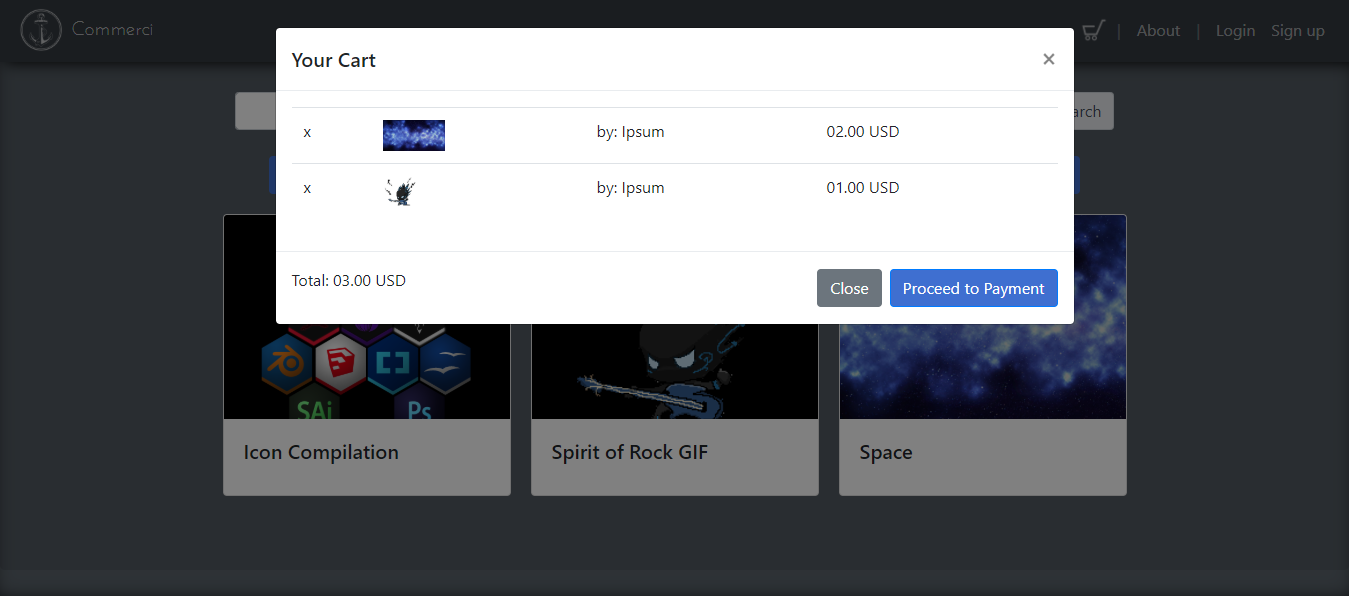 Commerci
| About | Login Sign up
Your Cart ×
arch
x by: Ipsum 02.00 USD
x by: Ipsum 01.00 USD
Total: 03.00 USD Close Proceed to Payment
SAi Ps
Icon Compilation Spirit of Rock GIF Space